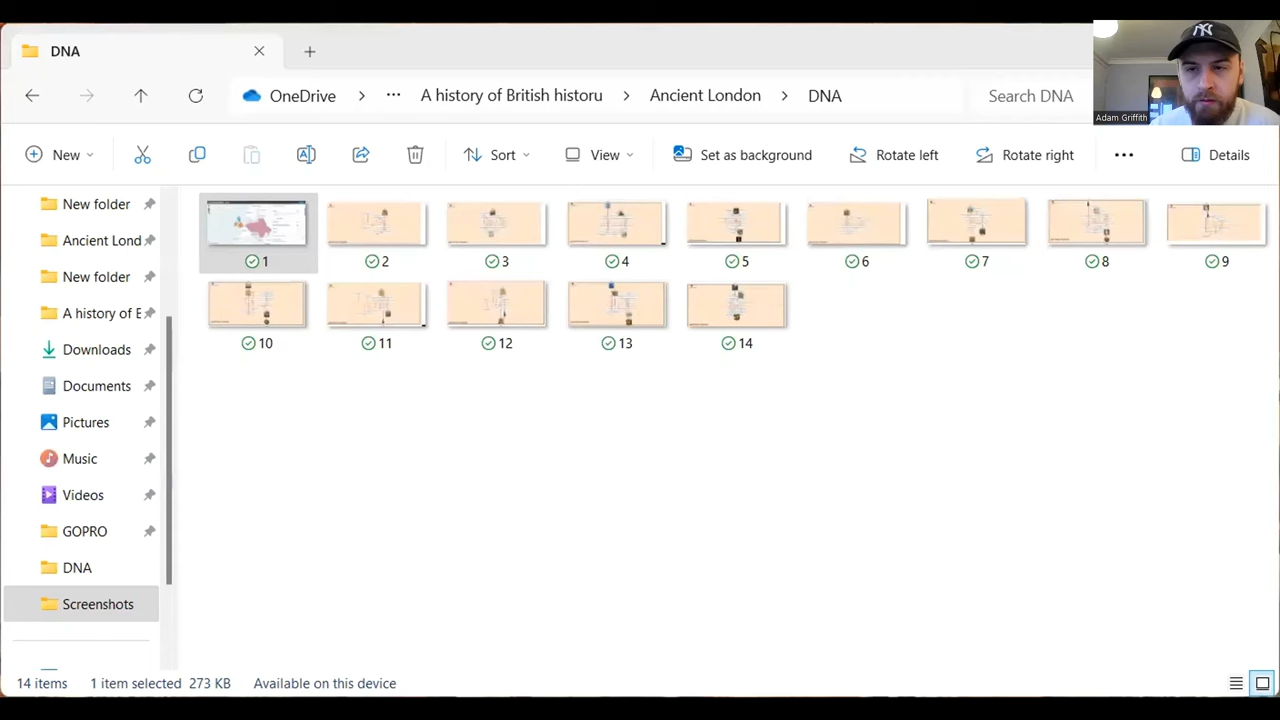 DNA
OneDrive > ... A history of British historu > Ancient London > DNA
Search DNA
Adam Griffith
New
Sort
View
Set as background
Rotate left
Rotate right
...
Details
New folder
Ancient Lond
New folder
A history of E
Downloads
Documents
Pictures
Music
Videos
GOPRO
DNA
Screenshots
1 2 3 4 5 6 7 8 9
10 11 12 13 14
14 items 1 item selected 273 KB Available on this device